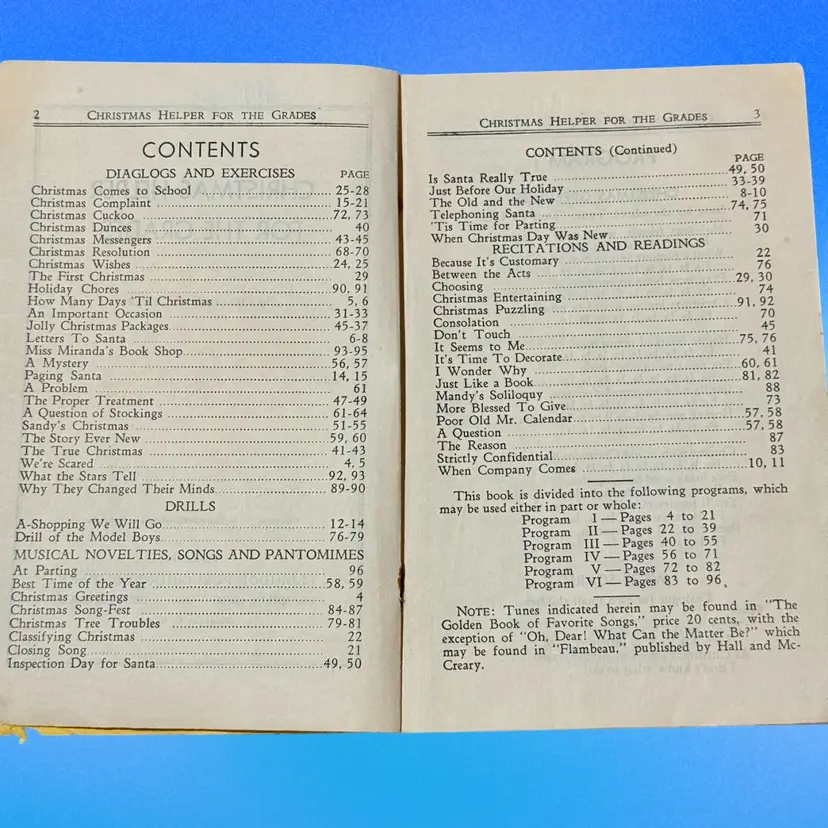 2 CHRISTMAS HELPER FOR THE GRADES
CONTENTS
DIAGLOGS AND EXERCISES PAGE
Christmas Comes to School 25-28
Christmas Complaint 15-21
Christmas Cuckoo 72, 73
Christmas Dunces 40
Christmas Messengers 43-45
Christmas Resolution 68-70
Christmas Wishes 24, 25
The First Christmas 29
Holiday Chores 90, 91
How Many Days 'Til Christmas 5, 6
An Important Occasion 31-33
Jolly Christmas Packages 45-37
Letters To Santa 6-8
Miss Miranda's Book Shop 93-95
A Mystery 56, 57
Paging Santa 14, 15
A Problem 61
The Proper Treatment 47-49
A Question of Stockings 61-64
Sandy's Christmas 51-55
The Story Ever New 59, 60
The True Christmas 41-43
We're Scared 4, 5
What the Stars Tell 92, 93
Why They Changed Their Minds 89-90
DRILLS
A-Shopping We Will Go 12-14
Drill of the Model Boys 76-79
MUSICAL NOVELTIES, SONGS AND PANTOMIMES
At Parting 96
Best Time of the Year 58, 59
Christmas Greetings 4
Christmas Song-Fest 84-87
Christmas Tree Troubles 79-81
Classifying Christmas 22
Closing Song 21
Inspection Day for Santa 49, 50
CHRISTMAS HELPER FOR THE GRADES 3
CONTENTS (Continued)
PAGE
Is Santa Really True 49, 50
Just Before Our Holiday 33-39
The Old and the New 8-10
Telephoning Santa 74, 75
'Tis Time for Parting 71
When Christmas Day Was New 30
RECITATIONS AND READINGS
Because It's Customary 22
Between the Acts 76
Choosing 29, 30
Christmas Entertaining 74
Christmas Puzzling 91, 92
Consolation 70
Don't Touch 45
It Seems to Me 75, 76
It's Time To Decorate 41
I Wonder Why 60, 61
Just Like a Book 81, 82
Mandy's Soliloquy 88
More Blessed To Give 73
Poor Old Mr. Calendar 57, 58
A Question 57, 58
The Reason 87
Strictly Confidential 83
When Company Comes 10, 11
This book is divided into the following programs, which
may be used either in part or whole:
Program I — Pages 4 to 21
Program II — Pages 22 to 39
Program III — Pages 40 to 55
Program IV — Pages 56 to 71
Program V — Pages 72 to 82
Program VI — Pages 83 to 96.
NOTE: Tunes indicated herein may be found in "The
Golden Book of Favorite Songs," price 20 cents, with the
exception of "Oh, Dear! What Can the Matter Be?" which
may be found in "Flambeau," published by Hall and Mc-
Creary.